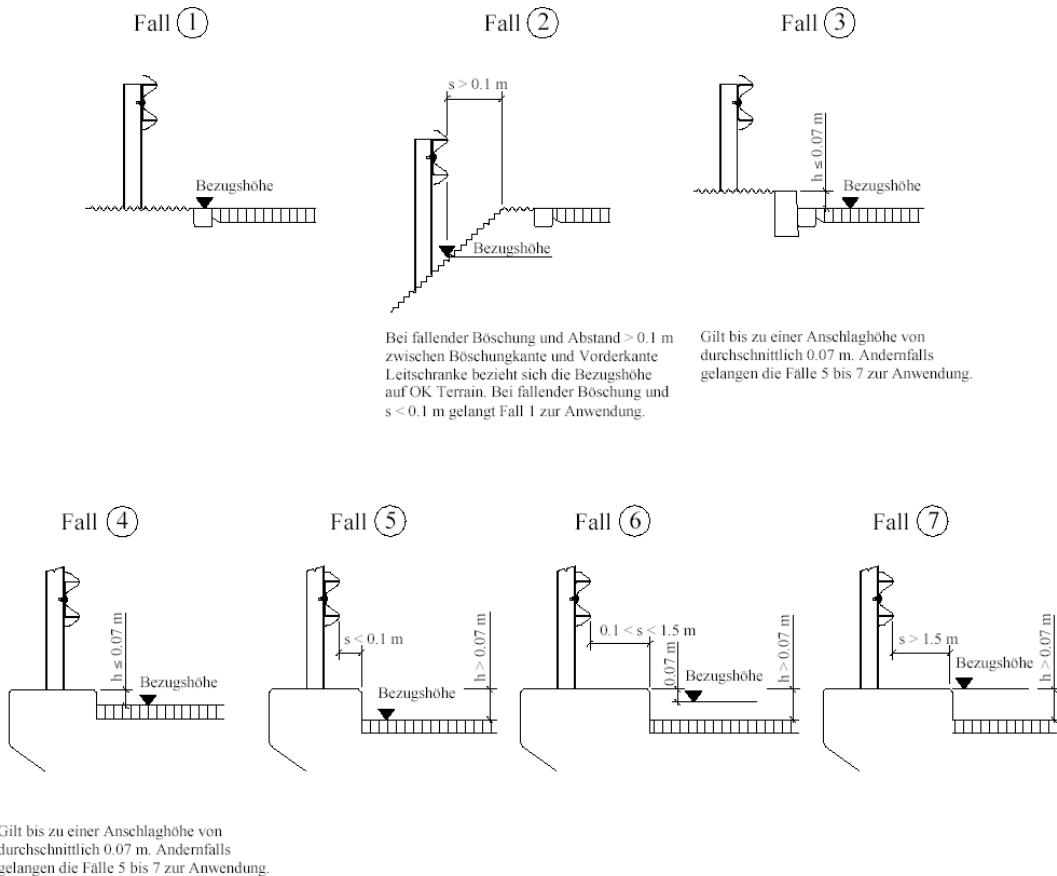 Fall 1
Fall 2
Fall 3
s > 0.1 m
h ≤ 0.07 m
Bezugshöhe
Bezugshöhe
Bezugshöhe
Bei fallender Böschung und Abstand > 0.1 m
zwischen Böschungkante und Vorderkante
Leitschranke bezieht sich die Bezugshöhe
auf OK Terrain. Bei fallender Böschung und
s < 0.1 m gelangt Fall 1 zur Anwendung.
Gilt bis zu einer Anschlaghöhe von
durchschnittlich 0.07 m. Andernfalls
gelangen die Fälle 5 bis 7 zur Anwendung.
Fall 4
Fall 5
Fall 6
Fall 7
h ≤ 0.07 m
Bezugshöhe
s < 0.1 m
h > 0.07 m
Bezugshöhe
0.1 < s < 1.5 m
0.07 m
h > 0.07 m
Bezugshöhe
s > 1.5 m
h > 0.07 m
Bezugshöhe
Gilt bis zu einer Anschlaghöhe von
durchschnittlich 0.07 m. Andernfalls
gelangen die Fälle 5 bis 7 zur Anwendung.